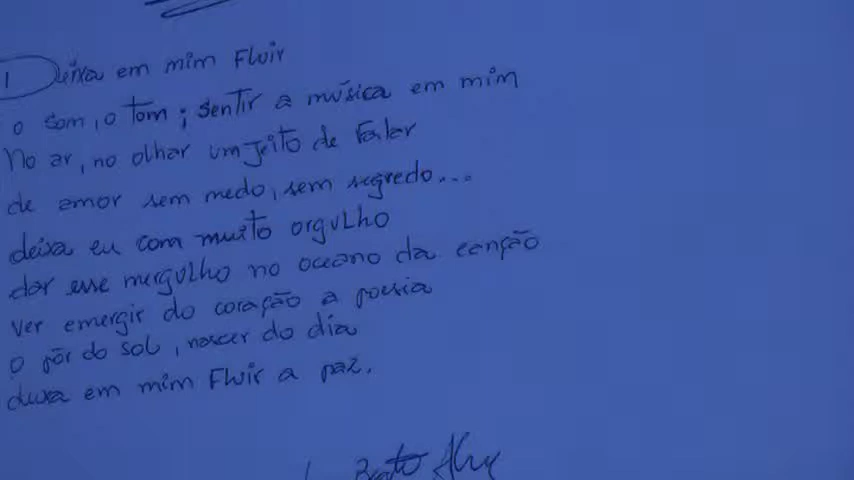 1 Deixa em mim Fluir
o som, o tom; sentir a música em mim
No ar, no olhar um jeito de Falar
de amor sem medo, sem segredo...
deixa eu com muito orgulho
dar esse mergulho no oceano da canção
ver emergir do coração a poesia
o pôr do sol, nascer do dia
deixa em mim Fluir a paz.